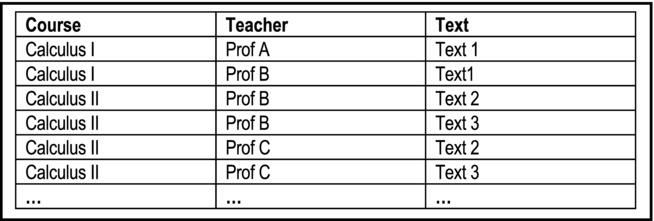 Course Teacher Text
Calculus I Prof A Text 1
Calculus I Prof B Text1
Calculus II Prof B Text 2
Calculus II Prof B Text 3
Calculus II Prof C Text 2
Calculus II Prof C Text 3
... ... ...